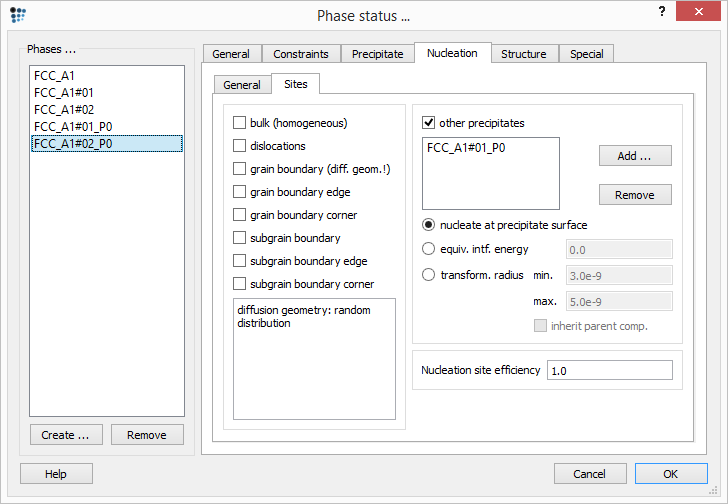 Phase status ...
?
Phases ...
FCC_A1
FCC_A1#01
FCC_A1#02
FCC_A1#01_P0
FCC_A1#02_P0
Create ...
Remove
General
Constraints
Precipitate
Nucleation
Structure
Special
General
Sites
bulk (homogeneous)
dislocations
grain boundary (diff. geom.!)
grain boundary edge
grain boundary corner
subgrain boundary
subgrain boundary edge
subgrain boundary corner
diffusion geometry: random
distribution
other precipitates
FCC_A1#01_P0
Add ...
Remove
nucleate at precipitate surface
equiv. intf. energy
0.0
transform. radius
min.
3.0e-9
max.
5.0e-9
inherit parent comp.
Nucleation site efficiency
1.0
Help
Cancel
OK